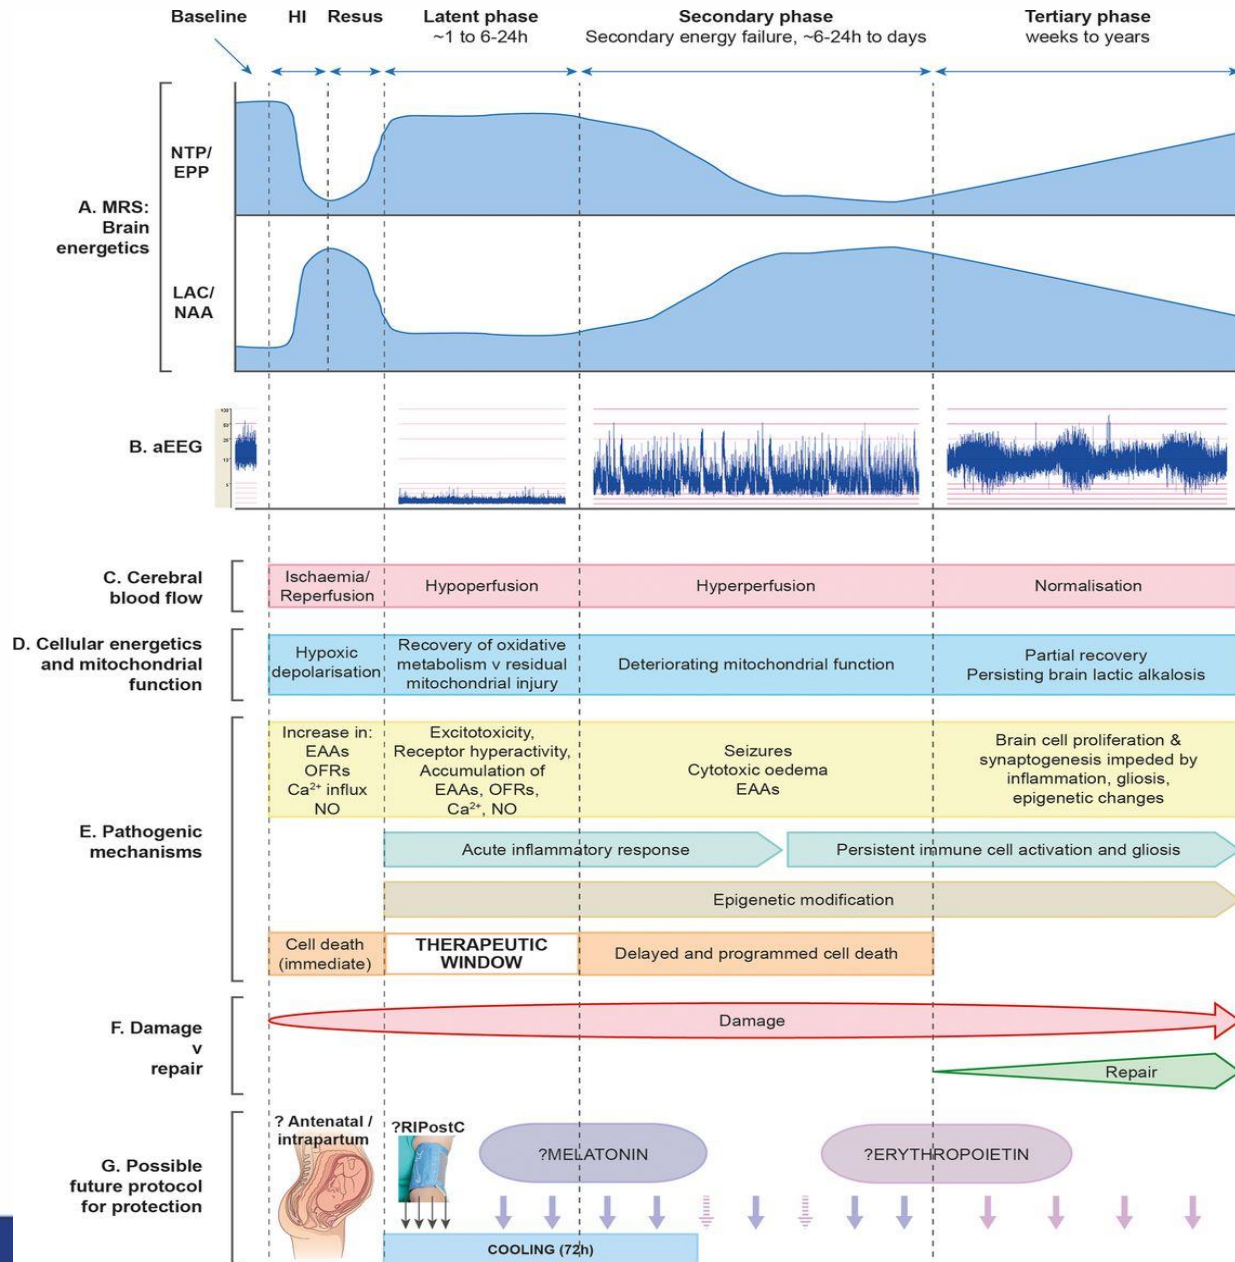 Baseline
HI
Resus
Latent phase
~1 to 6-24h
Secondary phase
Secondary energy failure, ~6-24h to days
Tertiary phase
weeks to years
A. MRS:
Brain
energetics
NTP/
EPP
LAC/
NAA
B. aEEG
C. Cerebral
blood flow
Ischaemia/
Reperfusion
Hypoperfusion
Hyperperfusion
Normalisation
D. Cellular energetics
and mitochondrial
function
Hypoxic
depolarisation
Recovery of oxidative
metabolism v residual
mitochondrial injury
Deteriorating mitochondrial function
Partial recovery
Persisting brain lactic alkalosis
E. Pathogenic
mechanisms
Increase in:
EAAs
OFRs
Ca²⁺ influx
NO
Excitotoxicity,
Receptor hyperactivity,
Accumulation of
EAAs, OFRs,
Ca²⁺, NO
Seizures
Cytotoxic oedema
EAAs
Brain cell proliferation &
synaptogenesis impeded by
inflammation, gliosis,
epigenetic changes
Acute inflammatory response
Persistent immune cell activation and gliosis
Epigenetic modification
Cell death
(immediate)
THERAPEUTIC
WINDOW
Delayed and programmed cell death
F. Damage
v
repair
Damage
Repair
G. Possible
future protocol
for protection
? Antenatal /
intrapartum
?RIPostC
?MELATONIN
?ERYTHROPOIETIN
COOLING (72h)